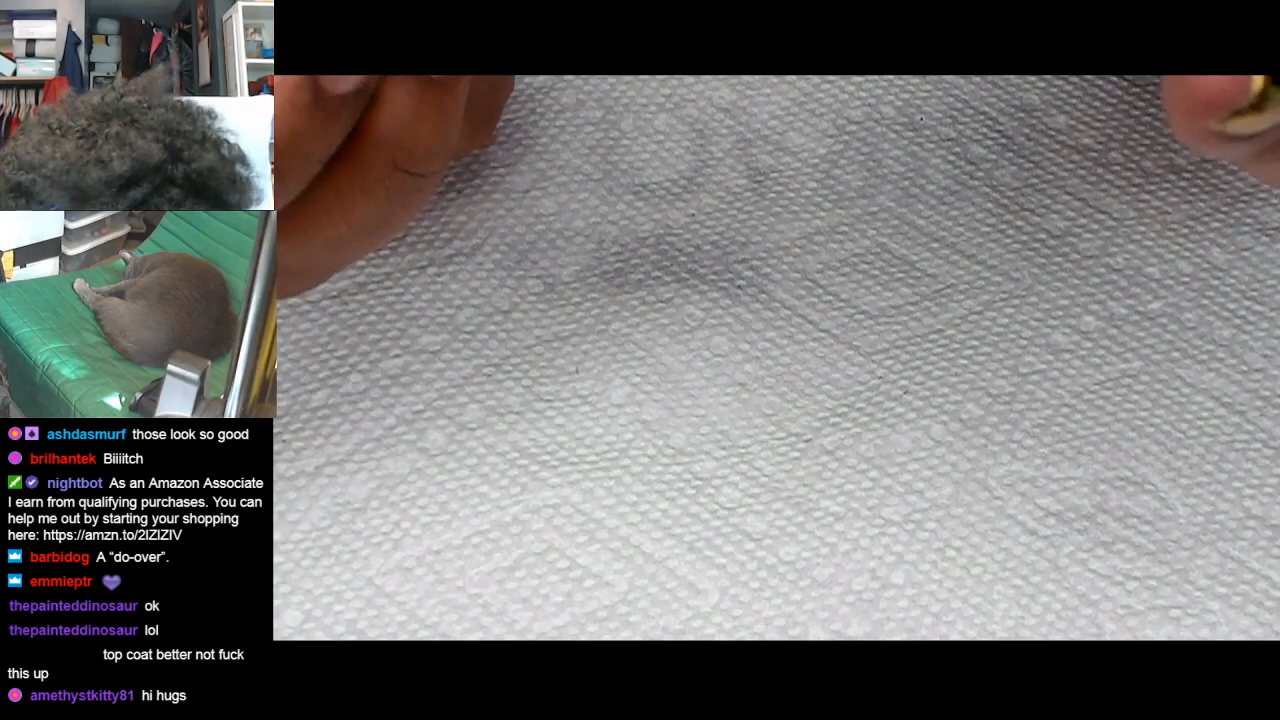 ashdasmurf those look so good
brilhantek Biiiitch
nightbot As an Amazon Associate
I earn from qualifying purchases. You can
help me out by starting your shopping
here: https://amzn.to/2IZIZIV
barbidog A “do-over”.
emmieptr
thepainteddinosaur ok
thepainteddinosaur lol
top coat better not fuck
this up
amethystkitty81 hi hugs